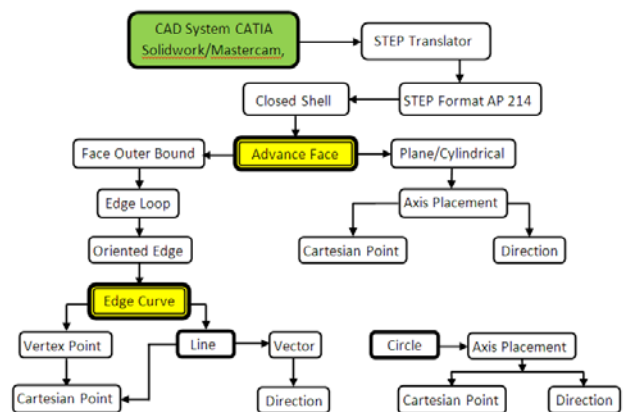 CAD System CATIA
Solidwork/Mastercam,
STEP Translator
Closed Shell
STEP Format AP 214
Face Outer Bound
Advance Face
Plane/Cylindrical
Edge Loop
Axis Placement
Oriented Edge
Cartesian Point
Direction
Edge Curve
Vertex Point
Line
Vector
Circle
Axis Placement
Cartesian Point
Direction
Cartesian Point
Direction